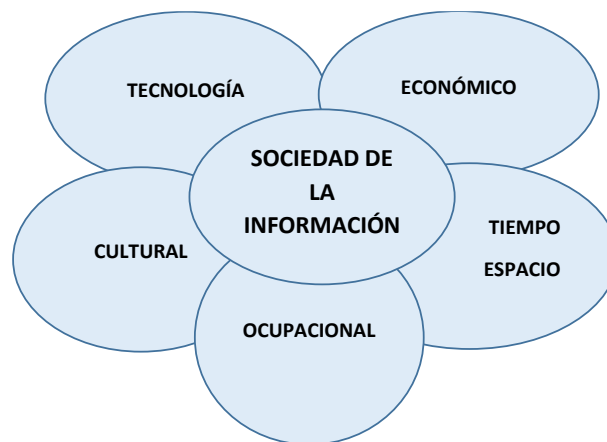 TECNOLOGÍA
ECONÓMICO
SOCIEDAD DE
LA
INFORMACIÓN
CULTURAL
TIEMPO
ESPACIO
OCUPACIONAL